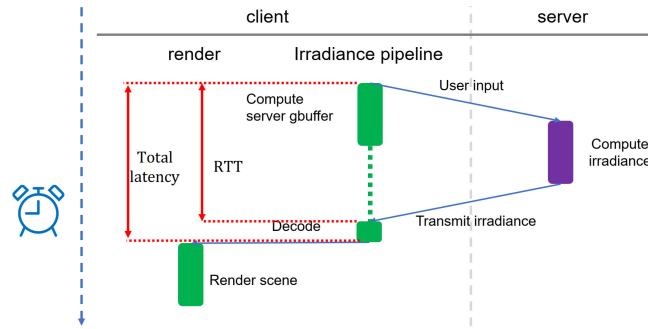 client
server
render
Irradiance pipeline
User input
Compute
server gbuffer
Compute
irradiance
Total
latency
RTT
Transmit irradiance
Decode
Render scene